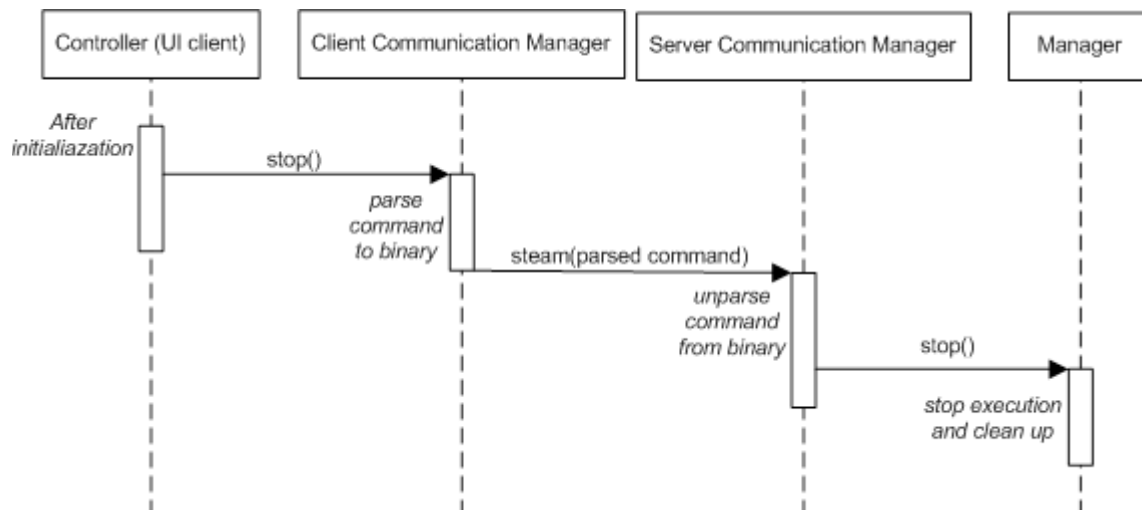 Controller (UI client)
Client Communication Manager
Server Communication Manager
Manager
After
initialiazation
stop()
parse
command
to binary
steam(parsed command)
unparse
command
from binary
stop()
stop execution
and clean up